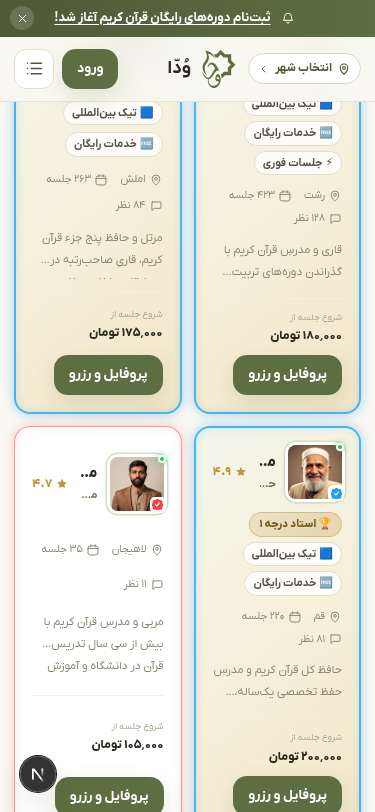 ثبت‌نام دوره‌های رایگان قرآن کریم آغاز شد!
انتخاب شهر
وُدّا
ورود
تیک بین‌المللی
خدمات رایگان
⚡ جلسات فوری
رشت
۴۲۳ جلسه
۱۲۸ نظر
قاری و مدرس قرآن کریم با
گذراندن دوره‌های تربیت...
شروع جلسه از
۱۸۰,۰۰۰ تومان
پروفایل و رزرو
تیک بین‌المللی
خدمات رایگان
املش
۲۶۳ جلسه
۸۴ نظر
مرتل و حافظ پنج جزء قرآن
کریم، قاری صاحب‌رتبه در...
شروع جلسه از
۱۷۵,۰۰۰ تومان
پروفایل و رزرو
م...
ح...
۴.۹
استاد درجه ۱
تیک بین‌المللی
خدمات رایگان
قم
۲۲۰ جلسه
۸۱ نظر
حافظ کل قرآن کریم و مدرس
حفظ تخصصی یک‌ساله،...
شروع جلسه از
۲۰۰,۰۰۰ تومان
پروفایل و رزرو
م...
م...
۴.۷
لاهیجان
۳۵ جلسه
۱۱ نظر
مربی و مدرس قرآن کریم با
بیش از سی سال تدریس...
قرآن در دانشگاه و آموزش
شروع جلسه از
۱۰۵,۰۰۰ تومان
پروفایل و رزرو
N